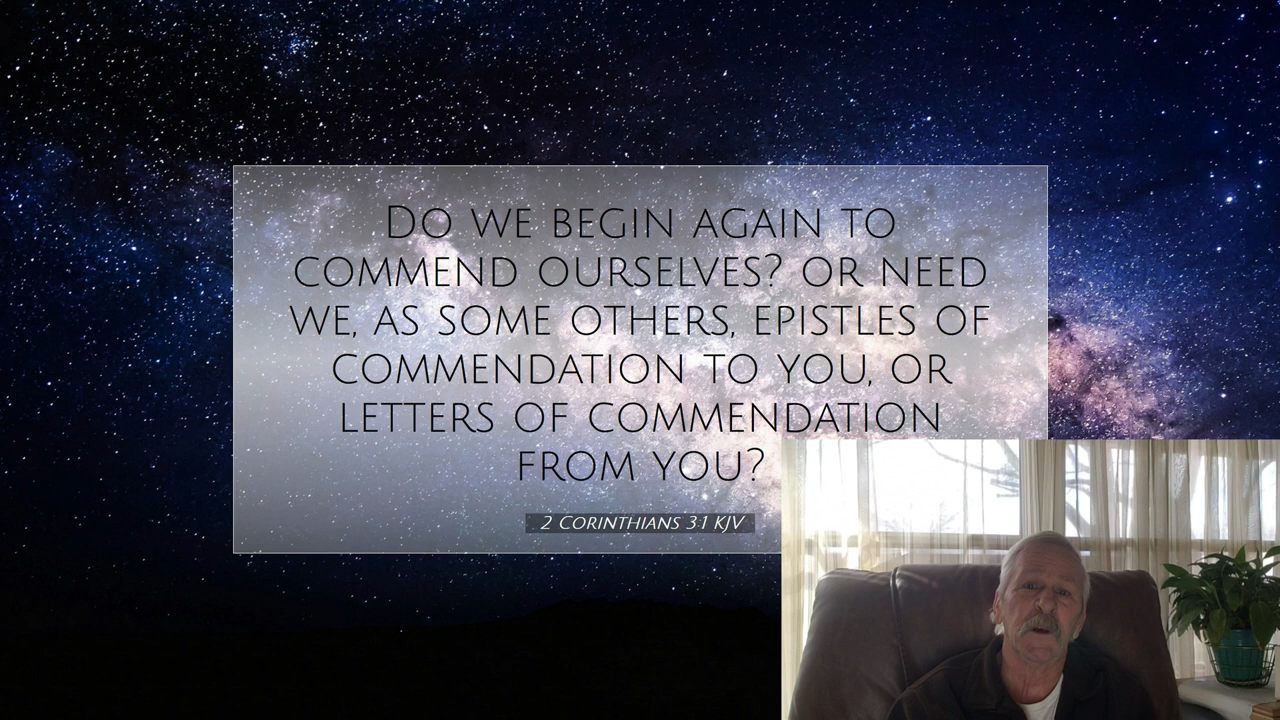 Do we begin again to
commend ourselves? or need
we, as some others, epistles of
commendation to you, or
letters of commendation
from you?
2 Corinthians 3:1 KJV